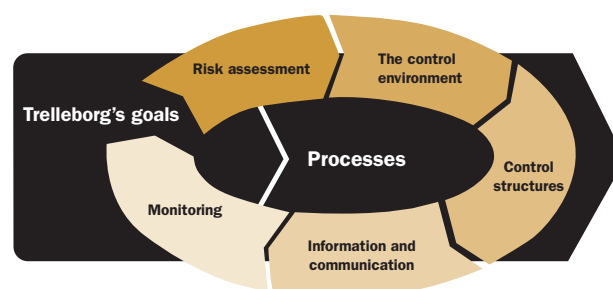 Risk assessment
The control
environment
Trelleborg's goals
Processes
Control
structures
Monitoring
Information and
communication